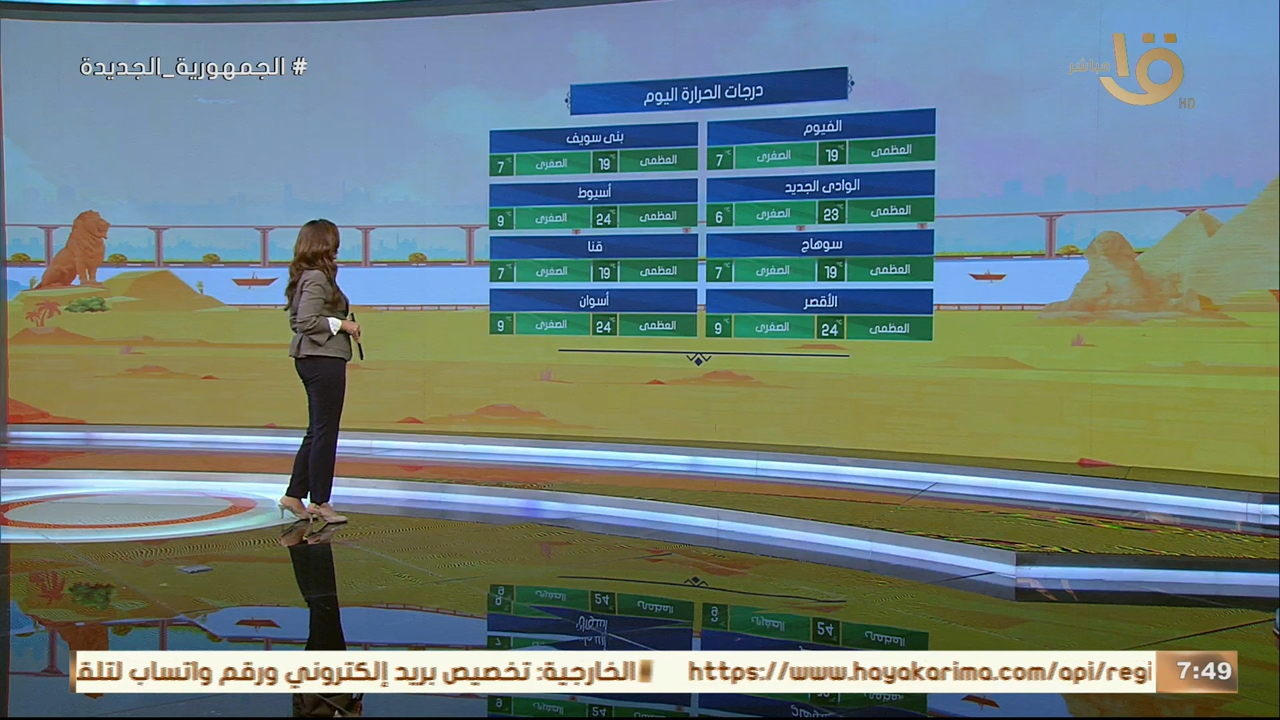 # الجمهورية_الجديدة
مباشر
HD
درجات الحرارة اليوم
الفيوم
العظمى 19 °C الصغرى 7 °C
بنى سويف
العظمى 19 °C الصغرى 7 °C
الوادى الجديد
العظمى 23 °C الصغرى 6 °C
أسيوط
العظمى 24 °C الصغرى 9 °C
سوهاج
العظمى 19 °C الصغرى 7 °C
قنا
العظمى 19 °C الصغرى 7 °C
الأقصر
العظمى 24 °C الصغرى 9 °C
أسوان
العظمى 24 °C الصغرى 9 °C
7:49
https://www.hayakarima.com/api/regi
الخارجية: تخصيص بريد إلكتروني ورقم واتساب لتلق